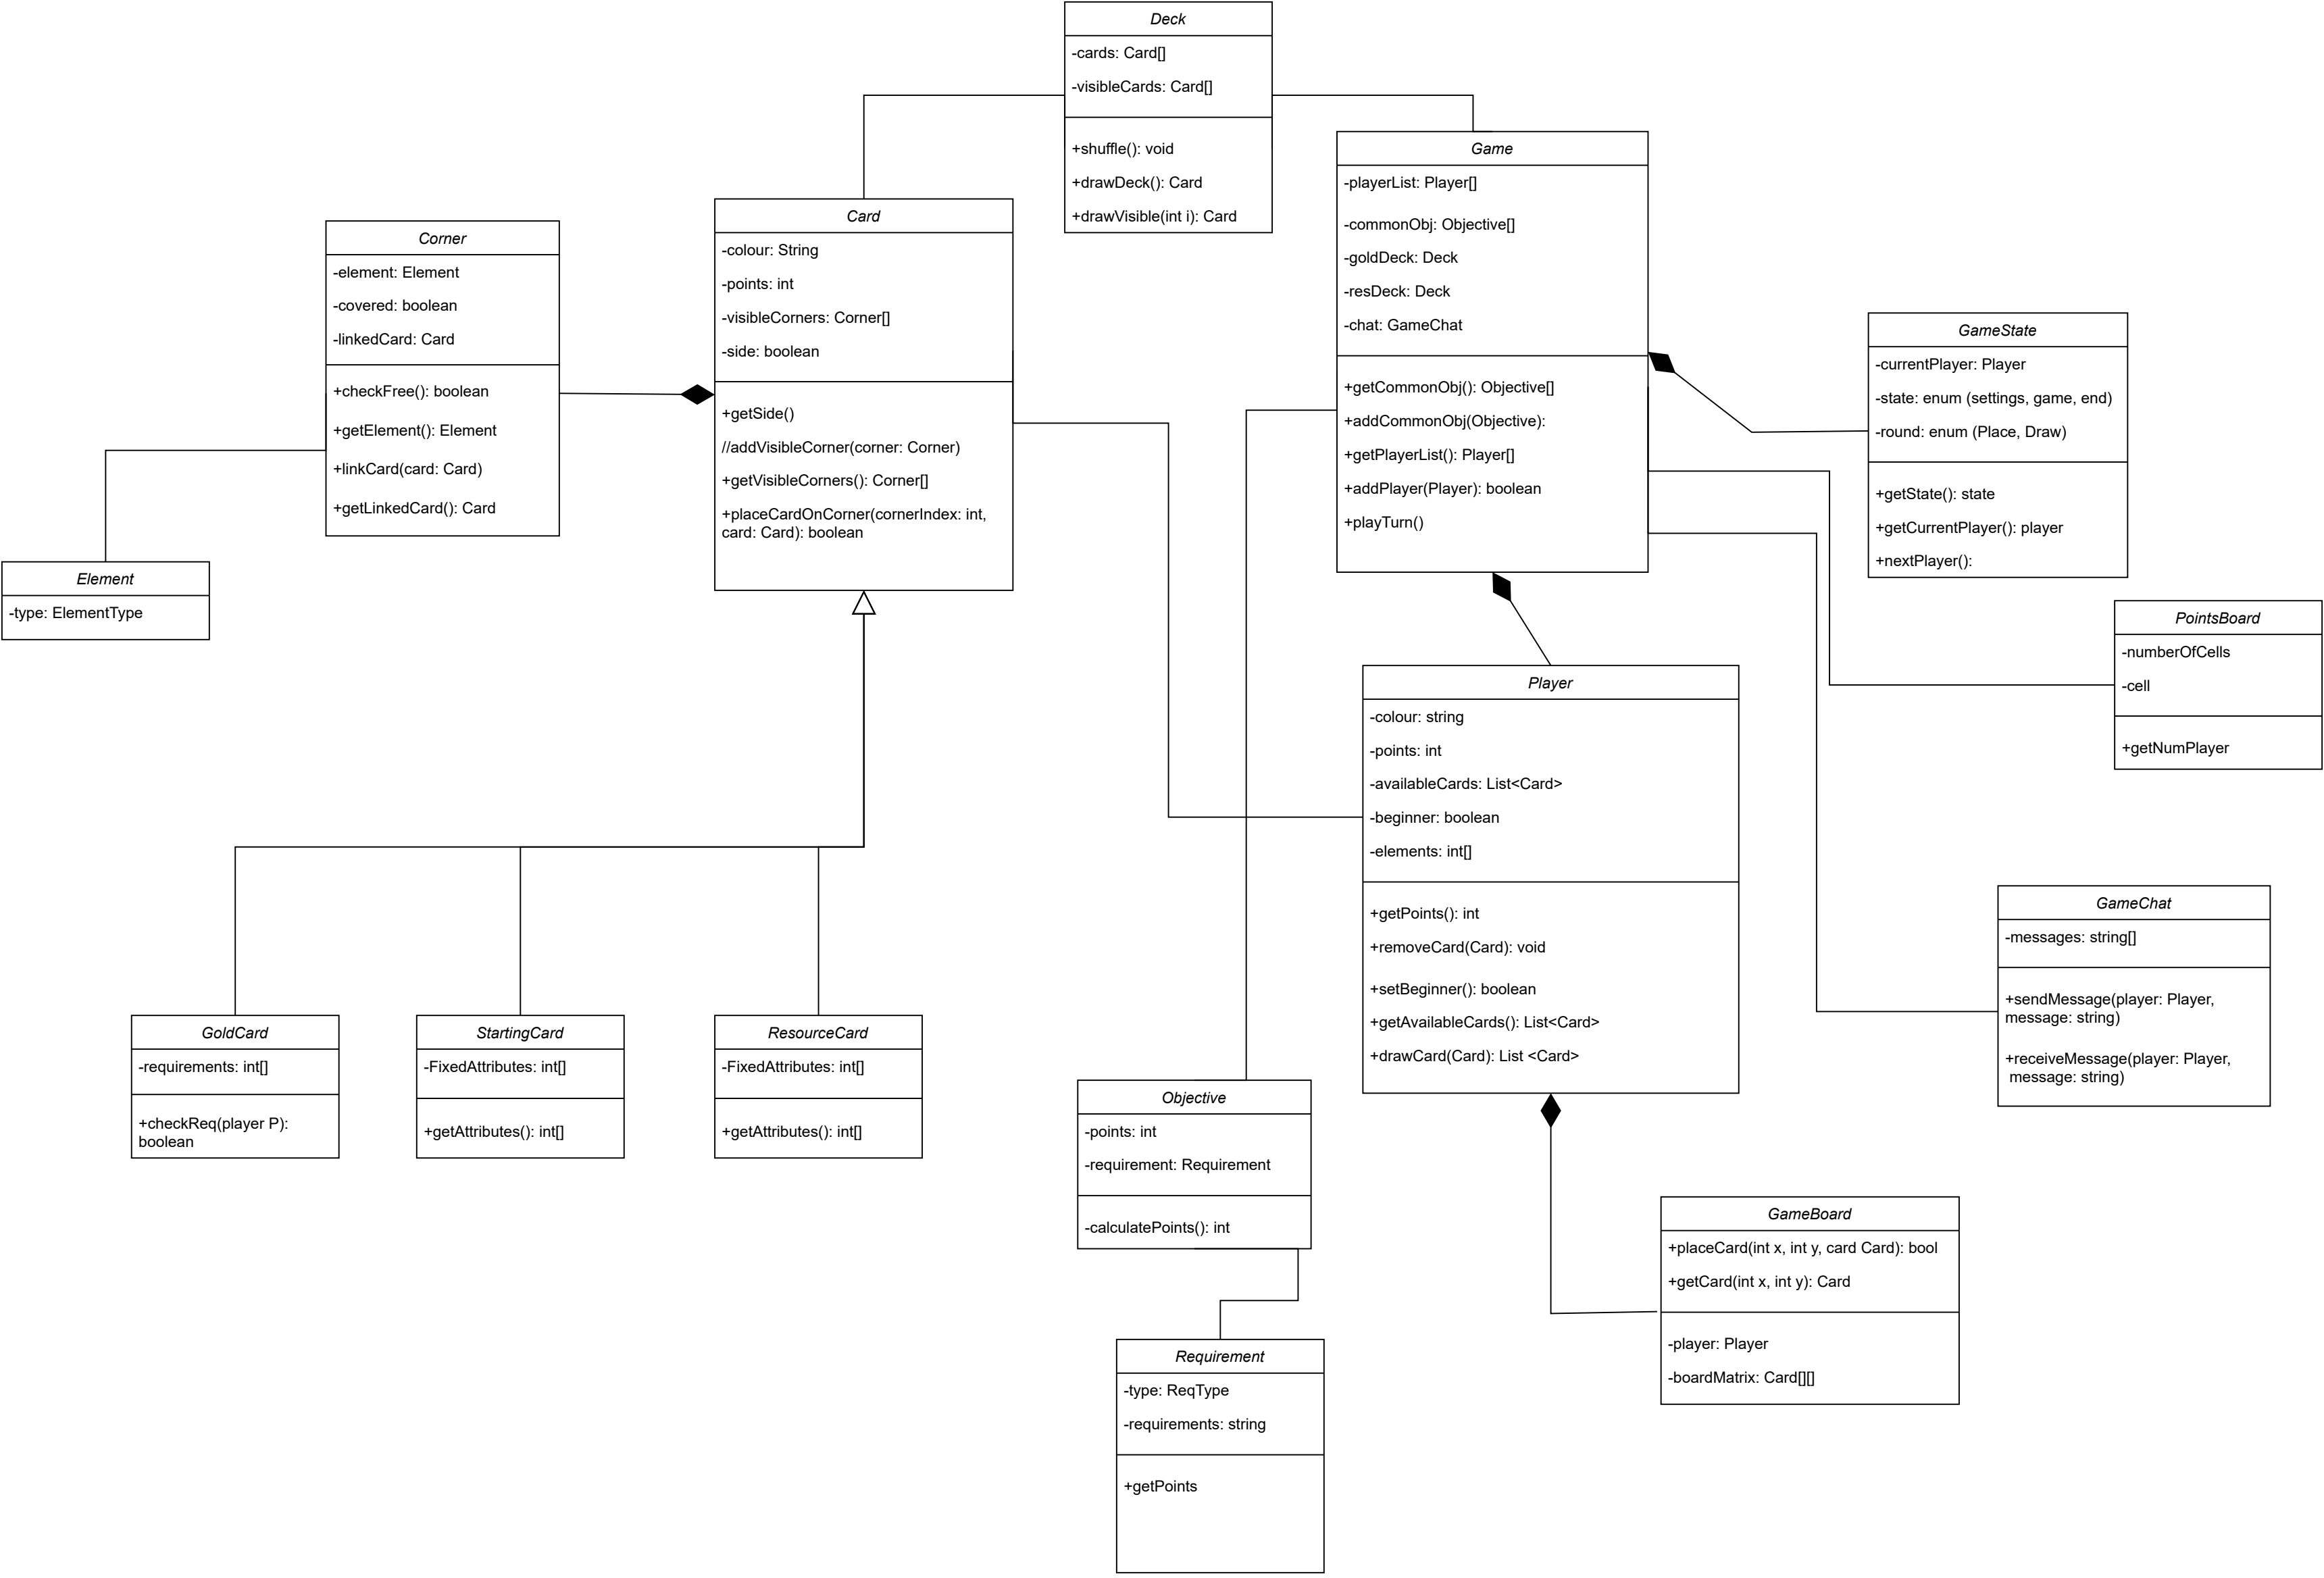 Deck
-cards: Card[]
-visibleCards: Card[]
+shuffle(): void
+drawDeck(): Card
+drawVisible(int i): Card
Game
-playerList: Player[]
-commonObj: Objective[]
-goldDeck: Deck
-resDeck: Deck
-chat: GameChat
+getCommonObj(): Objective[]
+addCommonObj(Objective):
+getPlayerList(): Player[]
+addPlayer(Player): boolean
+playTurn()
Card
-colour: String
-points: int
-visibleCorners: Corner[]
-side: boolean
+getSide()
//addVisibleCorner(corner: Corner)
+getVisibleCorners(): Corner[]
+placeCardOnCorner(cornerIndex: int,
card: Card): boolean
Corner
-element: Element
-covered: boolean
-linkedCard: Card
+checkFree(): boolean
+getElement(): Element
+linkCard(card: Card)
+getLinkedCard(): Card
Element
-type: ElementType
GameState
-currentPlayer: Player
-state: enum (settings, game, end)
-round: enum (Place, Draw)
+getState(): state
+getCurrentPlayer(): player
+nextPlayer():
PointsBoard
-numberOfCells
-cell
+getNumPlayer
Player
-colour: string
-points: int
-availableCards: List<Card>
-beginner: boolean
-elements: int[]
+getPoints(): int
+removeCard(Card): void
+setBeginner(): boolean
+getAvailableCards(): List<Card>
+drawCard(Card): List <Card>
GameChat
-messages: string[]
+sendMessage(player: Player,
message: string)
+receiveMessage(player: Player,
message: string)
GoldCard
-requirements: int[]
+checkReq(player P):
boolean
StartingCard
-FixedAttributes: int[]
+getAttributes(): int[]
ResourceCard
-FixedAttributes: int[]
+getAttributes(): int[]
Objective
-points: int
-requirement: Requirement
-calculatePoints(): int
GameBoard
+placeCard(int x, int y, card Card): bool
+getCard(int x, int y): Card
-player: Player
-boardMatrix: Card[][]
Requirement
-type: ReqType
-requirements: string
+getPoints